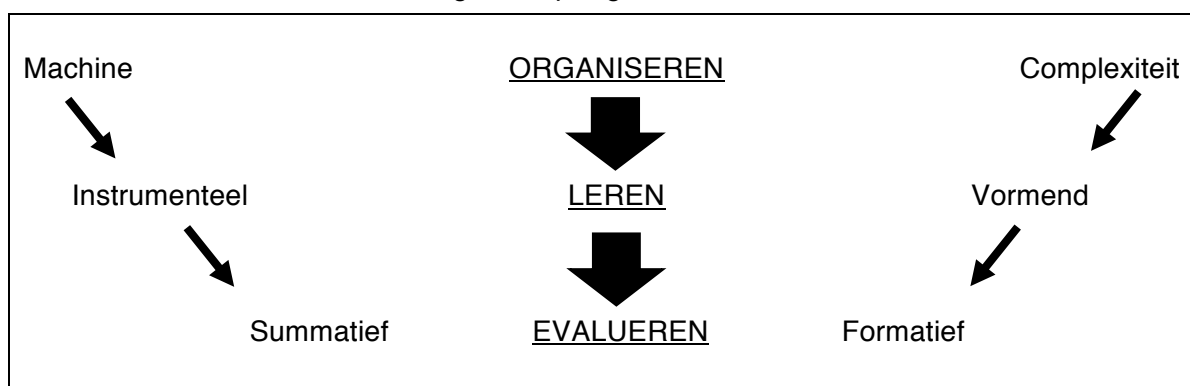 Machine ORGANISEREN Complexiteit
Instrumenteel LEREN Vormend
Summatief EVALUEREN Formatief